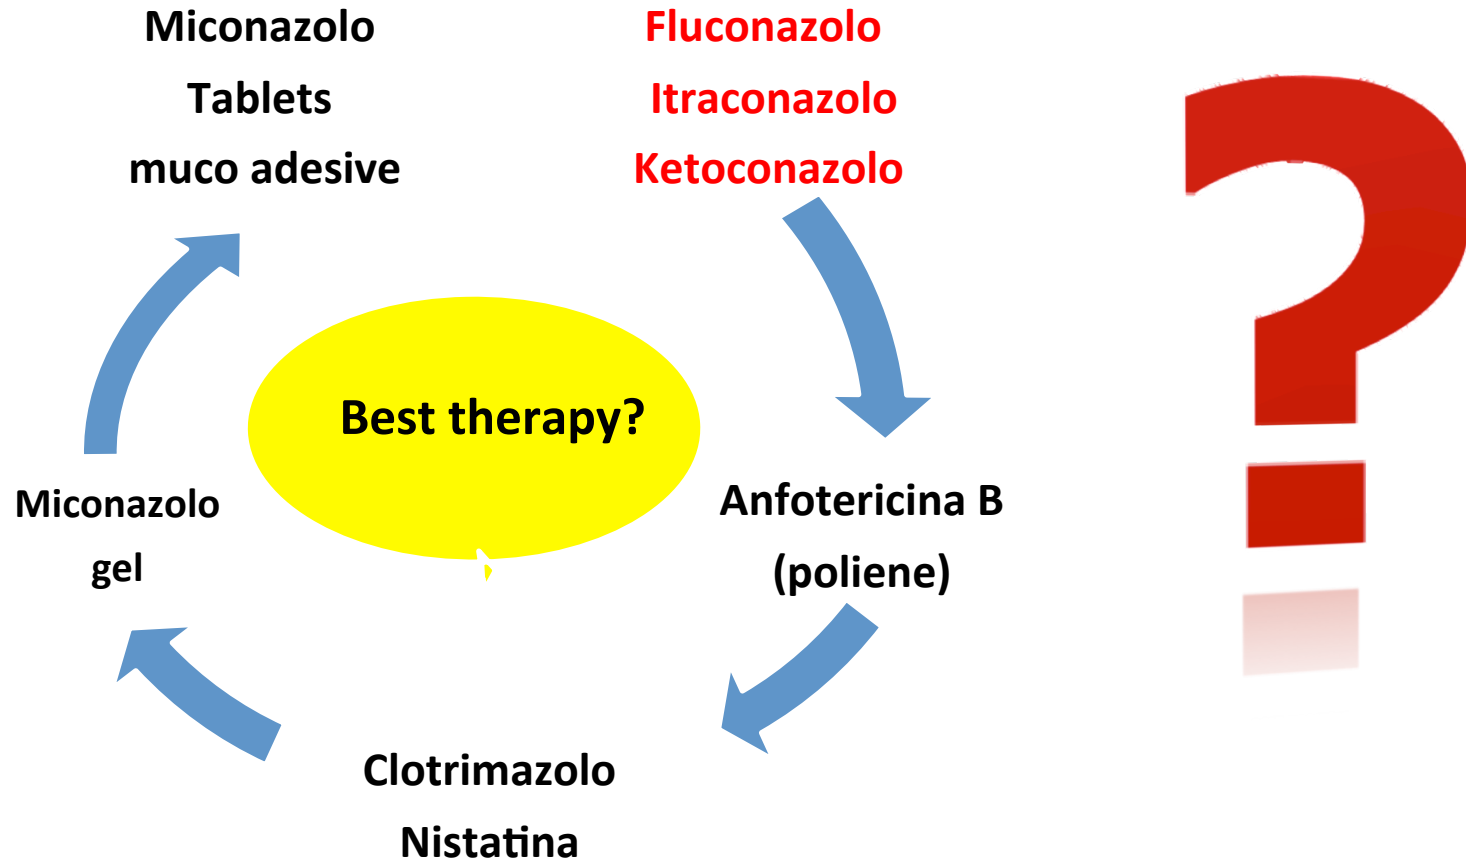 Miconazolo
Tablets
muco adesive
Fluconazolo
Itraconazolo
Ketoconazolo
Best therapy?
Miconazolo
gel
Anfotericina B
(poliene)
Clotrimazolo
Nistatina
?